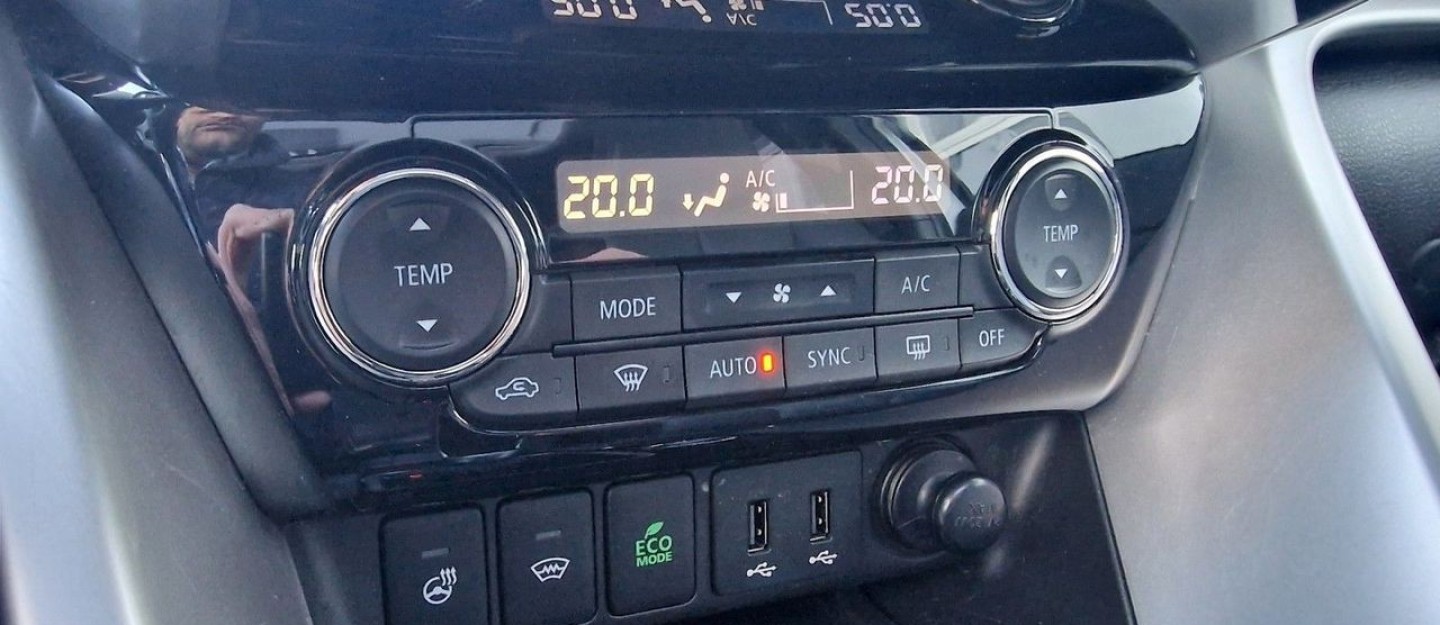 20.0 A/C 20.0
TEMP
TEMP
MODE
A/C
AUTO
SYNC
OFF
ECO
MODE